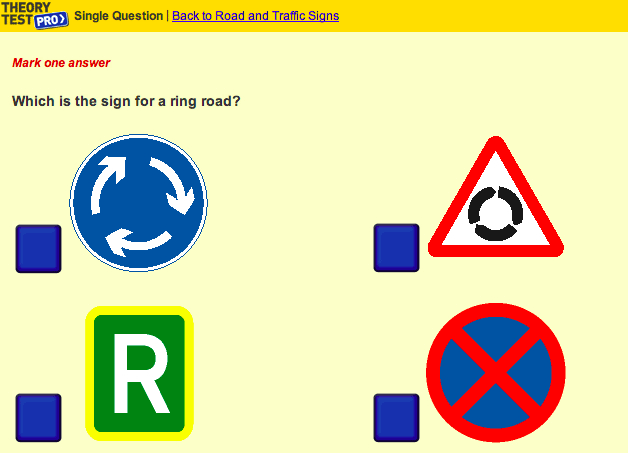 THEORY
TEST PRO Single Question | Back to Road and Traffic Signs
Mark one answer
Which is the sign for a ring road?
R